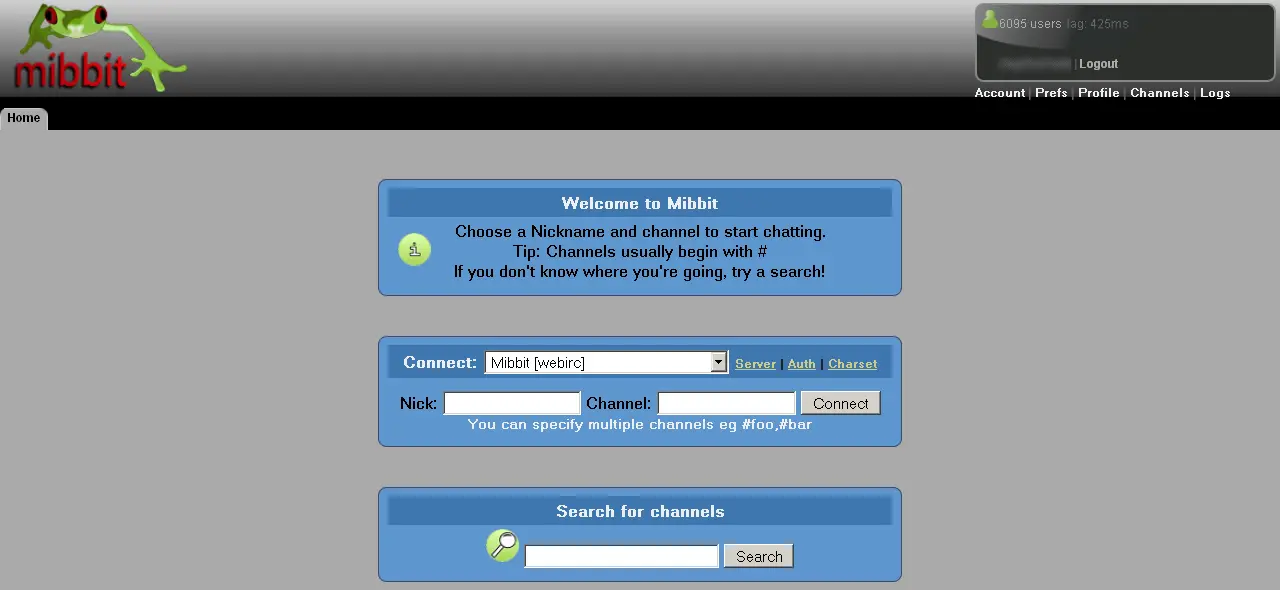 mibbit
6095 users lag: 425ms
| Logout
Account | Prefs | Profile | Channels | Logs
Home
Welcome to Mibbit
Choose a Nickname and channel to start chatting.
Tip: Channels usually begin with #
If you don't know where you're going, try a search!
Connect: Mibbit [webirc] Server | Auth | Charset
Nick: Channel: Connect
You can specify multiple channels eg #foo,#bar
Search for channels
Search